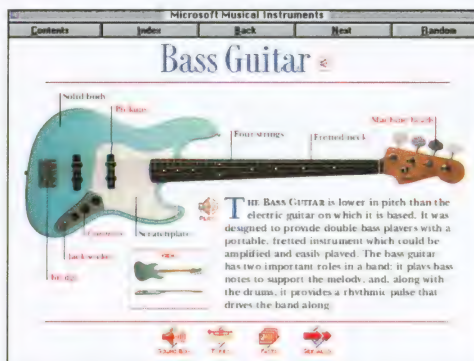 Microsoft Musical Instruments
Contents Index Back Next Random
Bass Guitar
Solid body
Pickups
Machine heads
Four strings
Fretted neck
Controls
Scratchplate
Jack socket
Bridge
THE BASS GUITAR is lower in pitch than the
electric guitar on which it is based. It was
designed to provide double bass players with a
portable, fretted instrument which could be
amplified and easily played. The bass guitar
has two important roles in a band: it plays bass
notes to support the melody, and, along with
the drums, it provides a rhythmic pulse that
drives the band along.